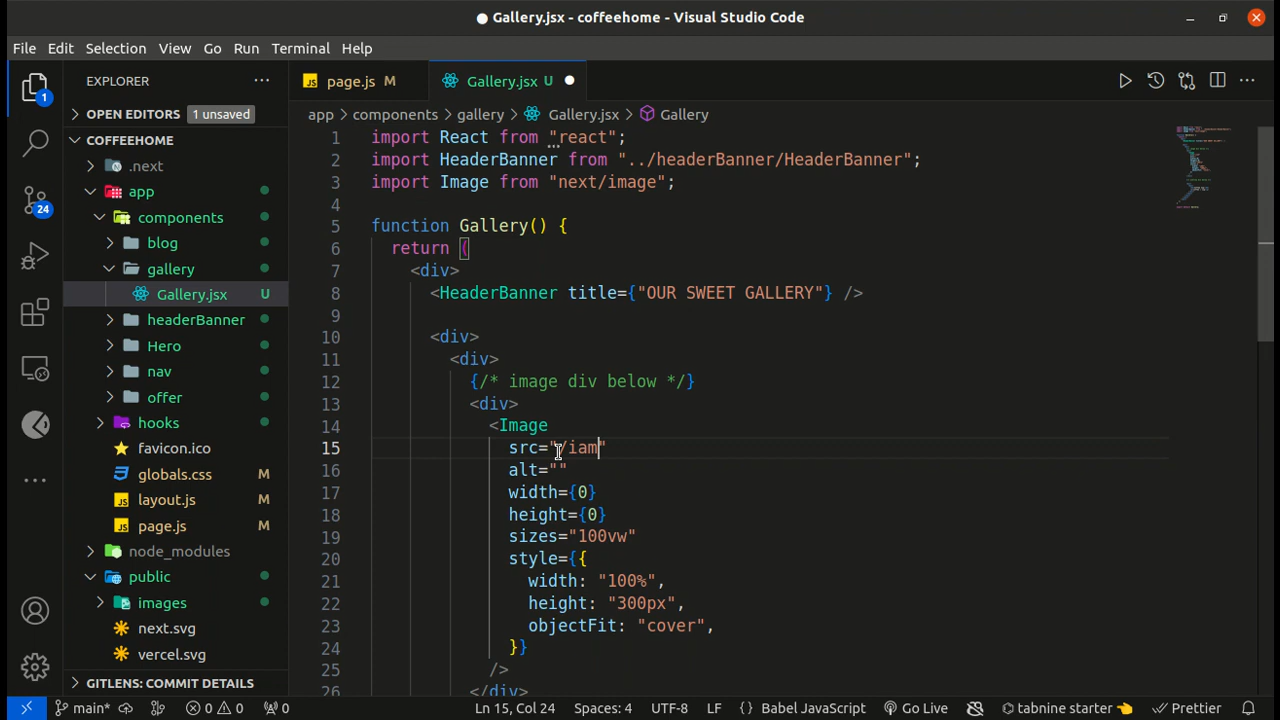 Gallery.jsx - coffeehome - Visual Studio Code
File Edit Selection View Go Run Terminal Help
EXPLORER
OPEN EDITORS 1 unsaved
COFFEEHOME
.next
app
components
blog
gallery
Gallery.jsx U
headerBanner
Hero
nav
offer
hooks
favicon.ico
globals.css M
layout.js M
page.js M
node_modules
public
images
next.svg
vercel.svg
GITLENS: COMMIT DETAILS
1
24
page.js M Gallery.jsx U
app > components > gallery > Gallery.jsx > Gallery
1 import React from "react";
2 import HeaderBanner from "../headerBanner/HeaderBanner";
3 import Image from "next/image";
4
5 function Gallery() {
6 return (
7 <div>
8 <HeaderBanner title={"OUR SWEET GALLERY"} />
9
10 <div>
11 <div>
12 {/* image div below */}
13 <div>
14 <Image
15 src="/iam"
16 alt=""
17 width={0}
18 height={0}
19 sizes="100vw"
20 style={{
21 width: "100%",
22 height: "300px",
23 objectFit: "cover",
24 }}
25 />
26 </div>
main* 0 0 0 Ln 15, Col 24 Spaces: 4 UTF-8 LF {} Babel JavaScript Go Live tabnine starter 👈 Prettier